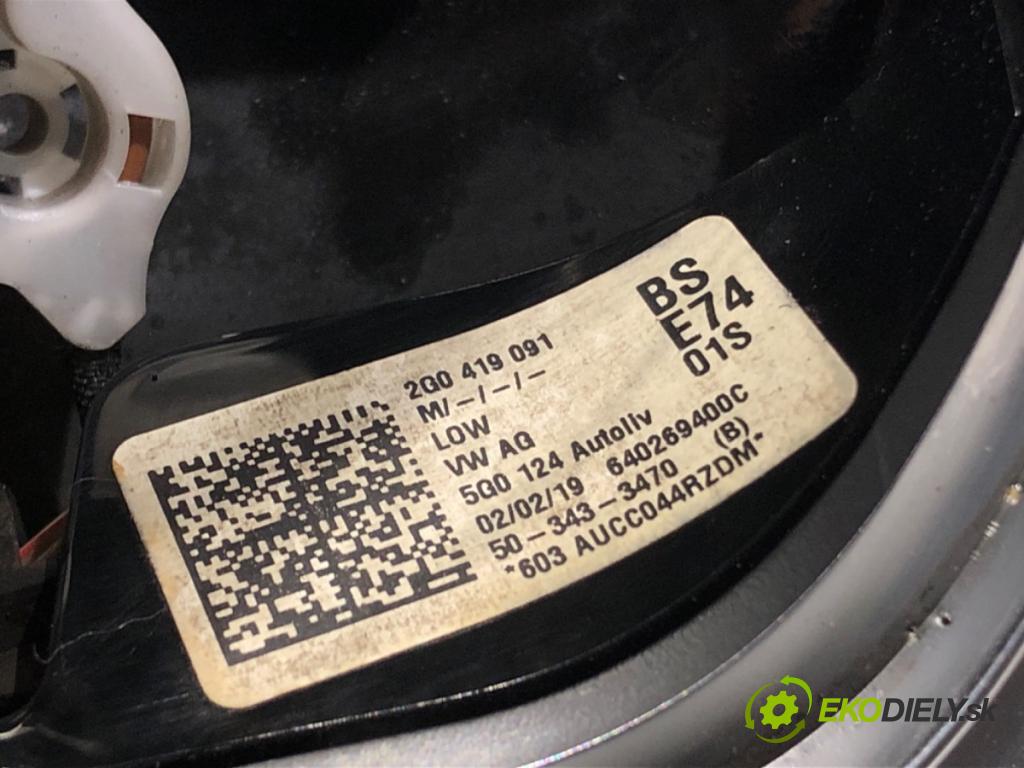 2G0 419 091
M/-/-/-
LOW
VW AG
5G0 124 Autoliv
02/02/19 640269400C
50-343-3470 (B)
*603 AUCC044RZDM*
BS
E74
01S
EKODIELY.sk